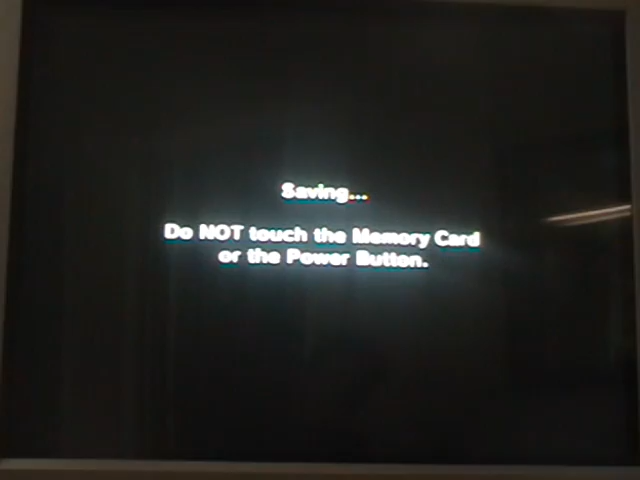 Saving...
Do NOT touch the Memory Card
or the Power Button.